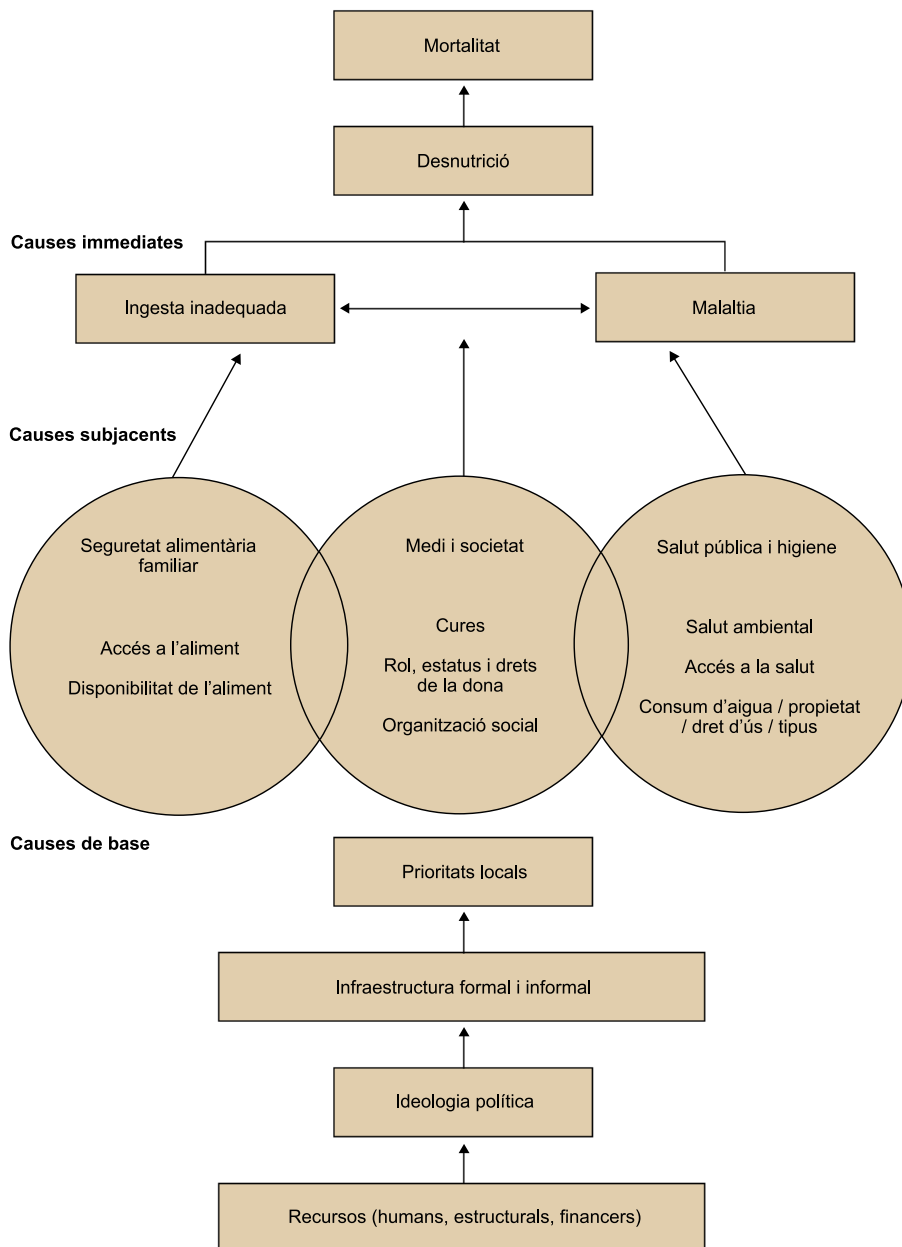 Mortalitat
Desnutrició
Causes immediates
Ingesta inadequada
Malaltia
Causes subjacents
Seguretat alimentària
familiar
Accés a l’aliment
Disponibilitat de l’aliment
Medi i societat
Cures
Rol, estatus i drets
de la dona
Organització social
Salut pública i higiene
Salut ambiental
Accés a la salut
Consum d’aigua / propietat
/ dret d’ús / tipus
Causes de base
Prioritats locals
Infraestructura formal i informal
Ideologia política
Recursos (humans, estructurals, financers)